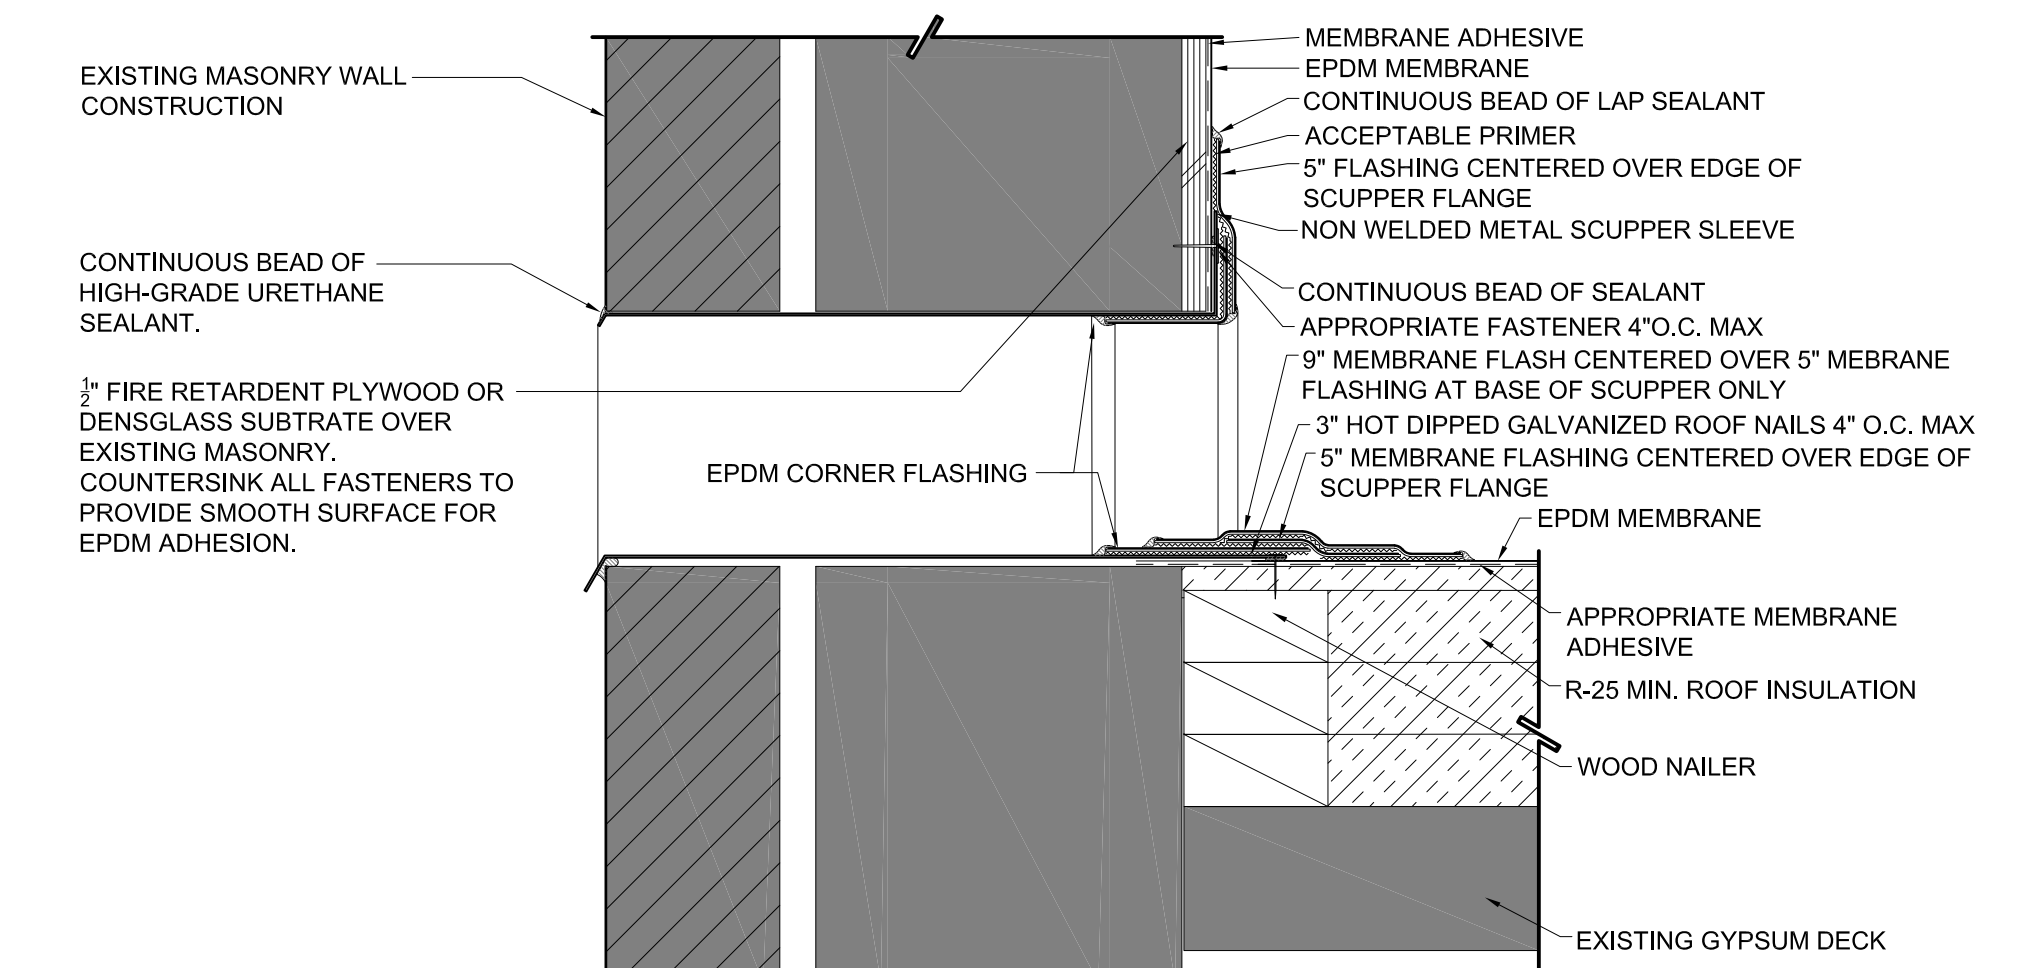 EXISTING MASONRY WALL
CONSTRUCTION
CONTINUOUS BEAD OF
HIGH-GRADE URETHANE
SEALANT.
½" FIRE RETARDENT PLYWOOD OR
DENSGLASS SUBTRATE OVER
EXISTING MASONRY.
COUNTERSINK ALL FASTENERS TO
PROVIDE SMOOTH SURFACE FOR
EPDM ADHESION.
EPDM CORNER FLASHING
MEMBRANE ADHESIVE
EPDM MEMBRANE
CONTINUOUS BEAD OF LAP SEALANT
ACCEPTABLE PRIMER
5" FLASHING CENTERED OVER EDGE OF
SCUPPER FLANGE
NON WELDED METAL SCUPPER SLEEVE
CONTINUOUS BEAD OF SEALANT
APPROPRIATE FASTENER 4"O.C. MAX
9" MEMBRANE FLASH CENTERED OVER 5" MEBRANE
FLASHING AT BASE OF SCUPPER ONLY
3" HOT DIPPED GALVANIZED ROOF NAILS 4" O.C. MAX
5" MEMBRANE FLASHING CENTERED OVER EDGE OF
SCUPPER FLANGE
EPDM MEMBRANE
APPROPRIATE MEMBRANE
ADHESIVE
R-25 MIN. ROOF INSULATION
WOOD NAILER
EXISTING GYPSUM DECK